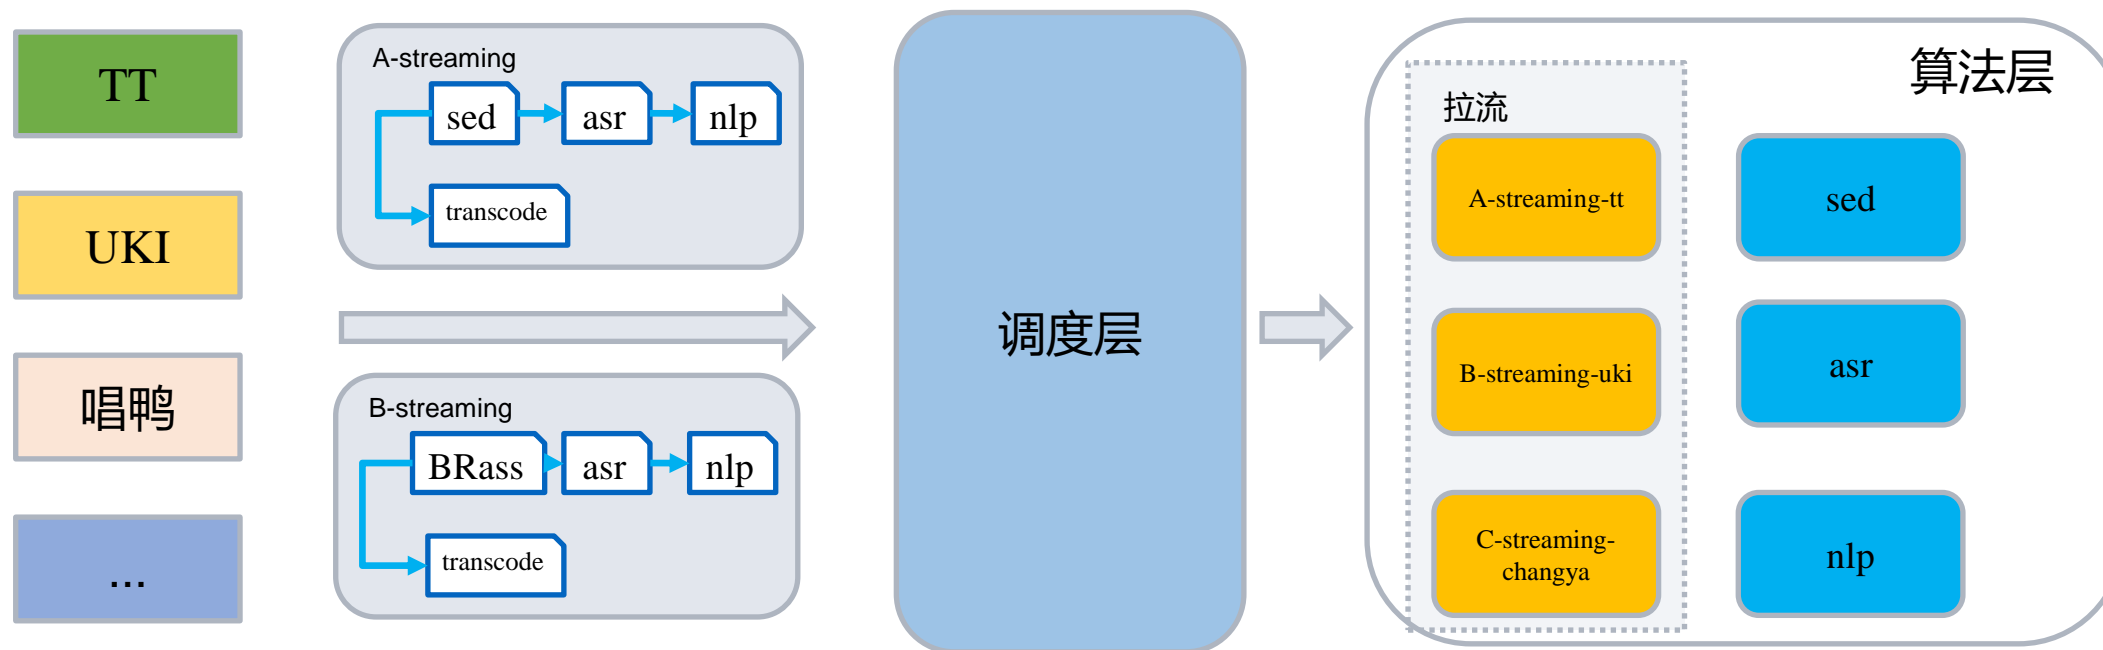 TT
UKI
唱鸭
...
A-streaming
sed
asr
nlp
transcode
B-streaming
BRass
asr
nlp
transcode
调度层
算法层
拉流
A-streaming-tt
B-streaming-uki
C-streaming-
changya
sed
asr
nlp